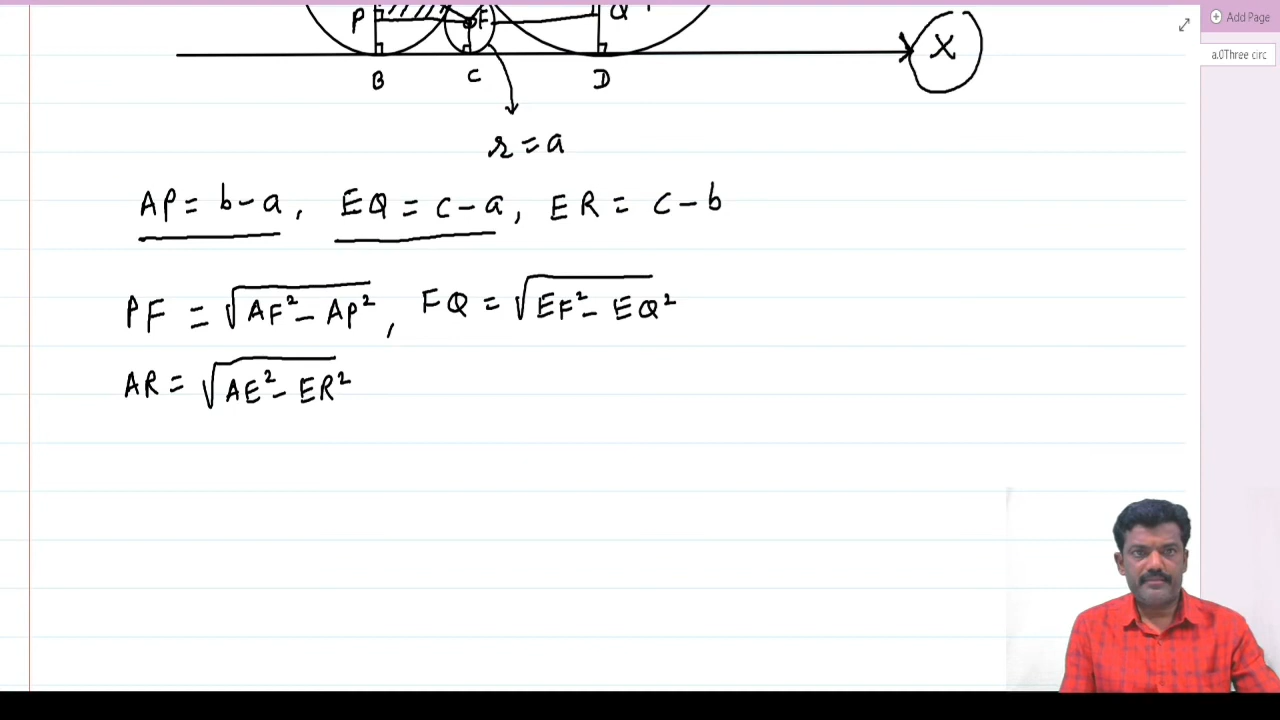 Add Page
a.0Three circ
P F Q
X
B C D
r = a
AP = b - a, EQ = c - a, ER = c - b
PF = √AF² - AP², FQ = √EF² - EQ²
AR = √AE² - ER²